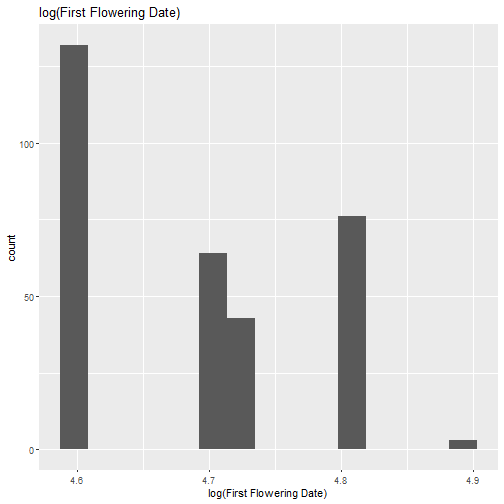 log(First Flowering Date)
100
50
0
count
4.6 4.7 4.8 4.9
log(First Flowering Date)